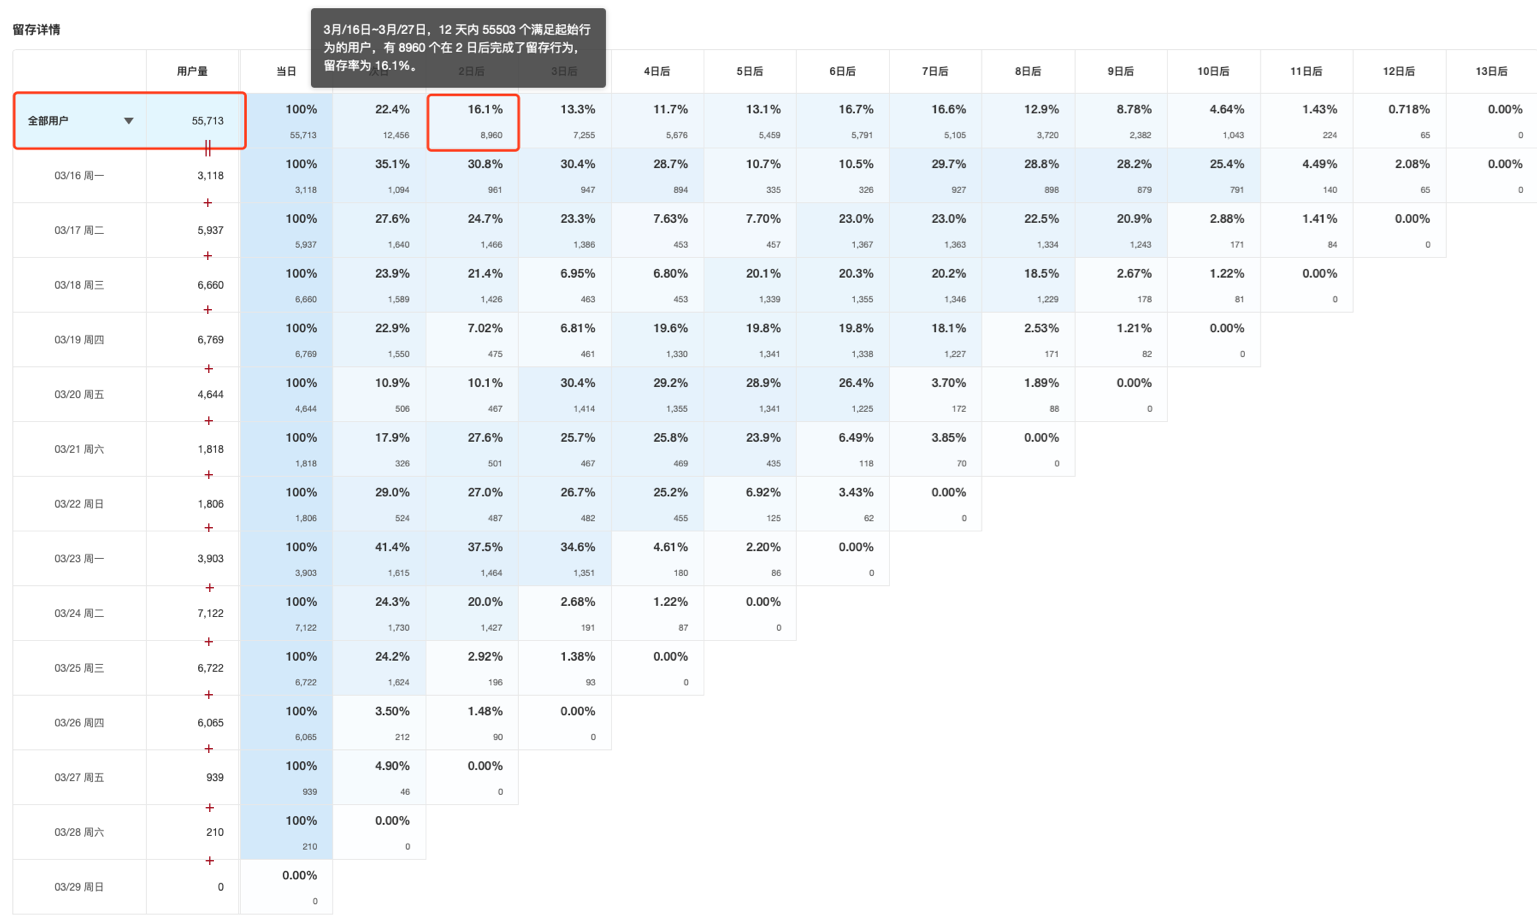 留存详情
3月/16日~3月/27日，12 天内 55503 个满足起始行
为的用户，有 8960 个在 2 日后完成了留存行为，
留存率为 16.1%。
用户量 当日 次日 2日后 3日后 4日后 5日后 6日后 7日后 8日后 9日后 10日后 11日后 12日后 13日后
全部用户 55,713 100% 22.4% 16.1% 13.3% 11.7% 13.1% 16.7% 16.6% 12.9% 8.78% 4.64% 1.43% 0.718% 0.00%
55,713 12,456 8,960 7,255 5,676 5,459 5,791 5,105 3,720 2,382 1,043 224 65 0
03/16 周一 3,118 100% 35.1% 30.8% 30.4% 28.7% 10.7% 10.5% 29.7% 28.8% 28.2% 25.4% 4.49% 2.08% 0.00%
3,118 1,094 961 947 894 335 326 927 898 879 791 140 65 0
+
03/17 周二 5,937 100% 27.6% 24.7% 23.3% 7.63% 7.70% 23.0% 23.0% 22.5% 20.9% 2.88% 1.41% 0.00%
5,937 1,640 1,466 1,386 453 457 1,367 1,363 1,334 1,243 171 84 0
+
03/18 周三 6,660 100% 23.9% 21.4% 6.95% 6.80% 20.1% 20.3% 20.2% 18.5% 2.67% 1.22% 0.00%
6,660 1,589 1,426 463 453 1,339 1,355 1,346 1,229 178 81 0
+
03/19 周四 6,769 100% 22.9% 7.02% 6.81% 19.6% 19.8% 19.8% 18.1% 2.53% 1.21% 0.00%
6,769 1,550 475 461 1,330 1,341 1,338 1,227 171 82 0
+
03/20 周五 4,644 100% 10.9% 10.1% 30.4% 29.2% 28.9% 26.4% 3.70% 1.89% 0.00%
4,644 506 467 1,414 1,355 1,341 1,225 172 88 0
+
03/21 周六 1,818 100% 17.9% 27.6% 25.7% 25.8% 23.9% 6.49% 3.85% 0.00%
1,818 326 501 467 469 435 118 70 0
+
03/22 周日 1,806 100% 29.0% 27.0% 26.7% 25.2% 6.92% 3.43% 0.00%
1,806 524 487 482 455 125 62 0
+
03/23 周一 3,903 100% 41.4% 37.5% 34.6% 4.61% 2.20% 0.00%
3,903 1,615 1,464 1,351 180 86 0
+
03/24 周二 7,122 100% 24.3% 20.0% 2.68% 1.22% 0.00%
7,122 1,730 1,427 191 87 0
+
03/25 周三 6,722 100% 24.2% 2.92% 1.38% 0.00%
6,722 1,624 196 93 0
+
03/26 周四 6,065 100% 3.50% 1.48% 0.00%
6,065 212 90 0
+
03/27 周五 939 100% 4.90% 0.00%
939 46 0
+
03/28 周六 210 100% 0.00%
210 0
+
03/29 周日 0 0.00%
0